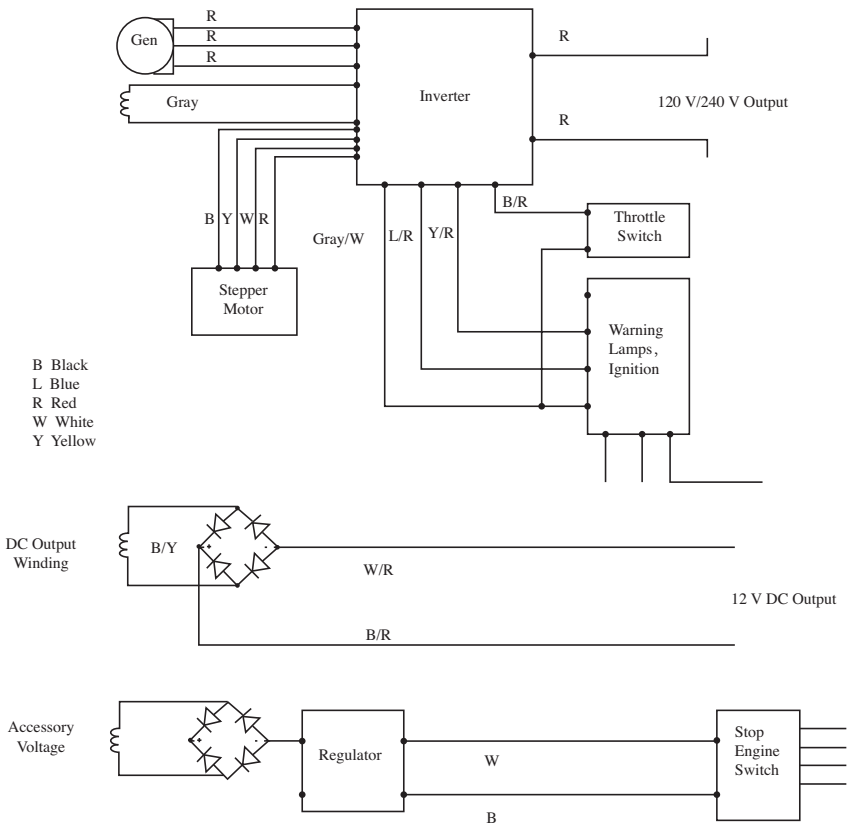 R
Gen
R
R
Gray
Inverter
R
120 V/240 V Output
R
B Y W R
Gray/W
L/R
Y/R
B/R
Throttle
Switch
Stepper
Motor
Warning
Lamps,
Ignition
B Black
L Blue
R Red
W White
Y Yellow
DC Output
Winding
B/Y
+
-
W/R
12 V DC Output
B/R
Accessory
Voltage
+
-
Regulator
W
Stop
Engine
Switch
B